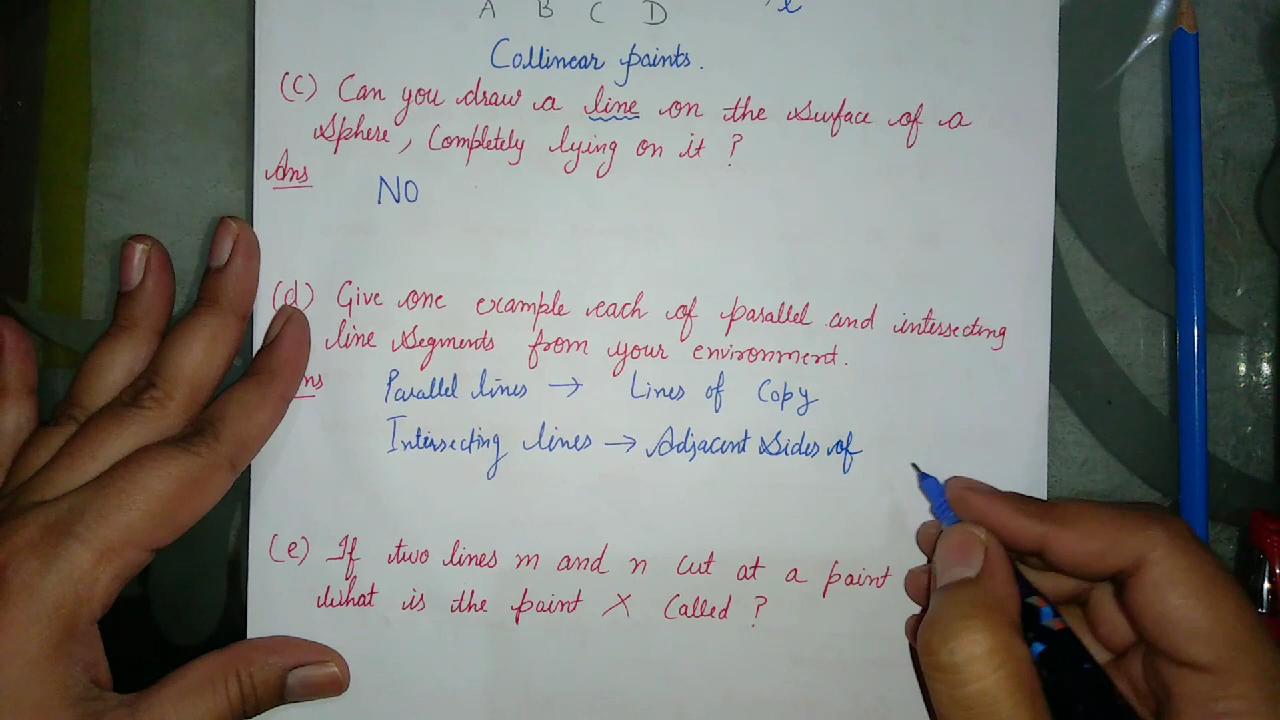 A B C D l
Collinear points.
(C) Can you draw a line on the surface of a
Sphere, Completely lying on it ?
Ans
NO
(d) Give one example each of parallel and intersecting
line segments from your environment.
ns
Parallel lines → Lines of Copy
Intersecting lines → Adjacent Sides of
(e) If two lines m and n cut at a point
What is the point X Called ?